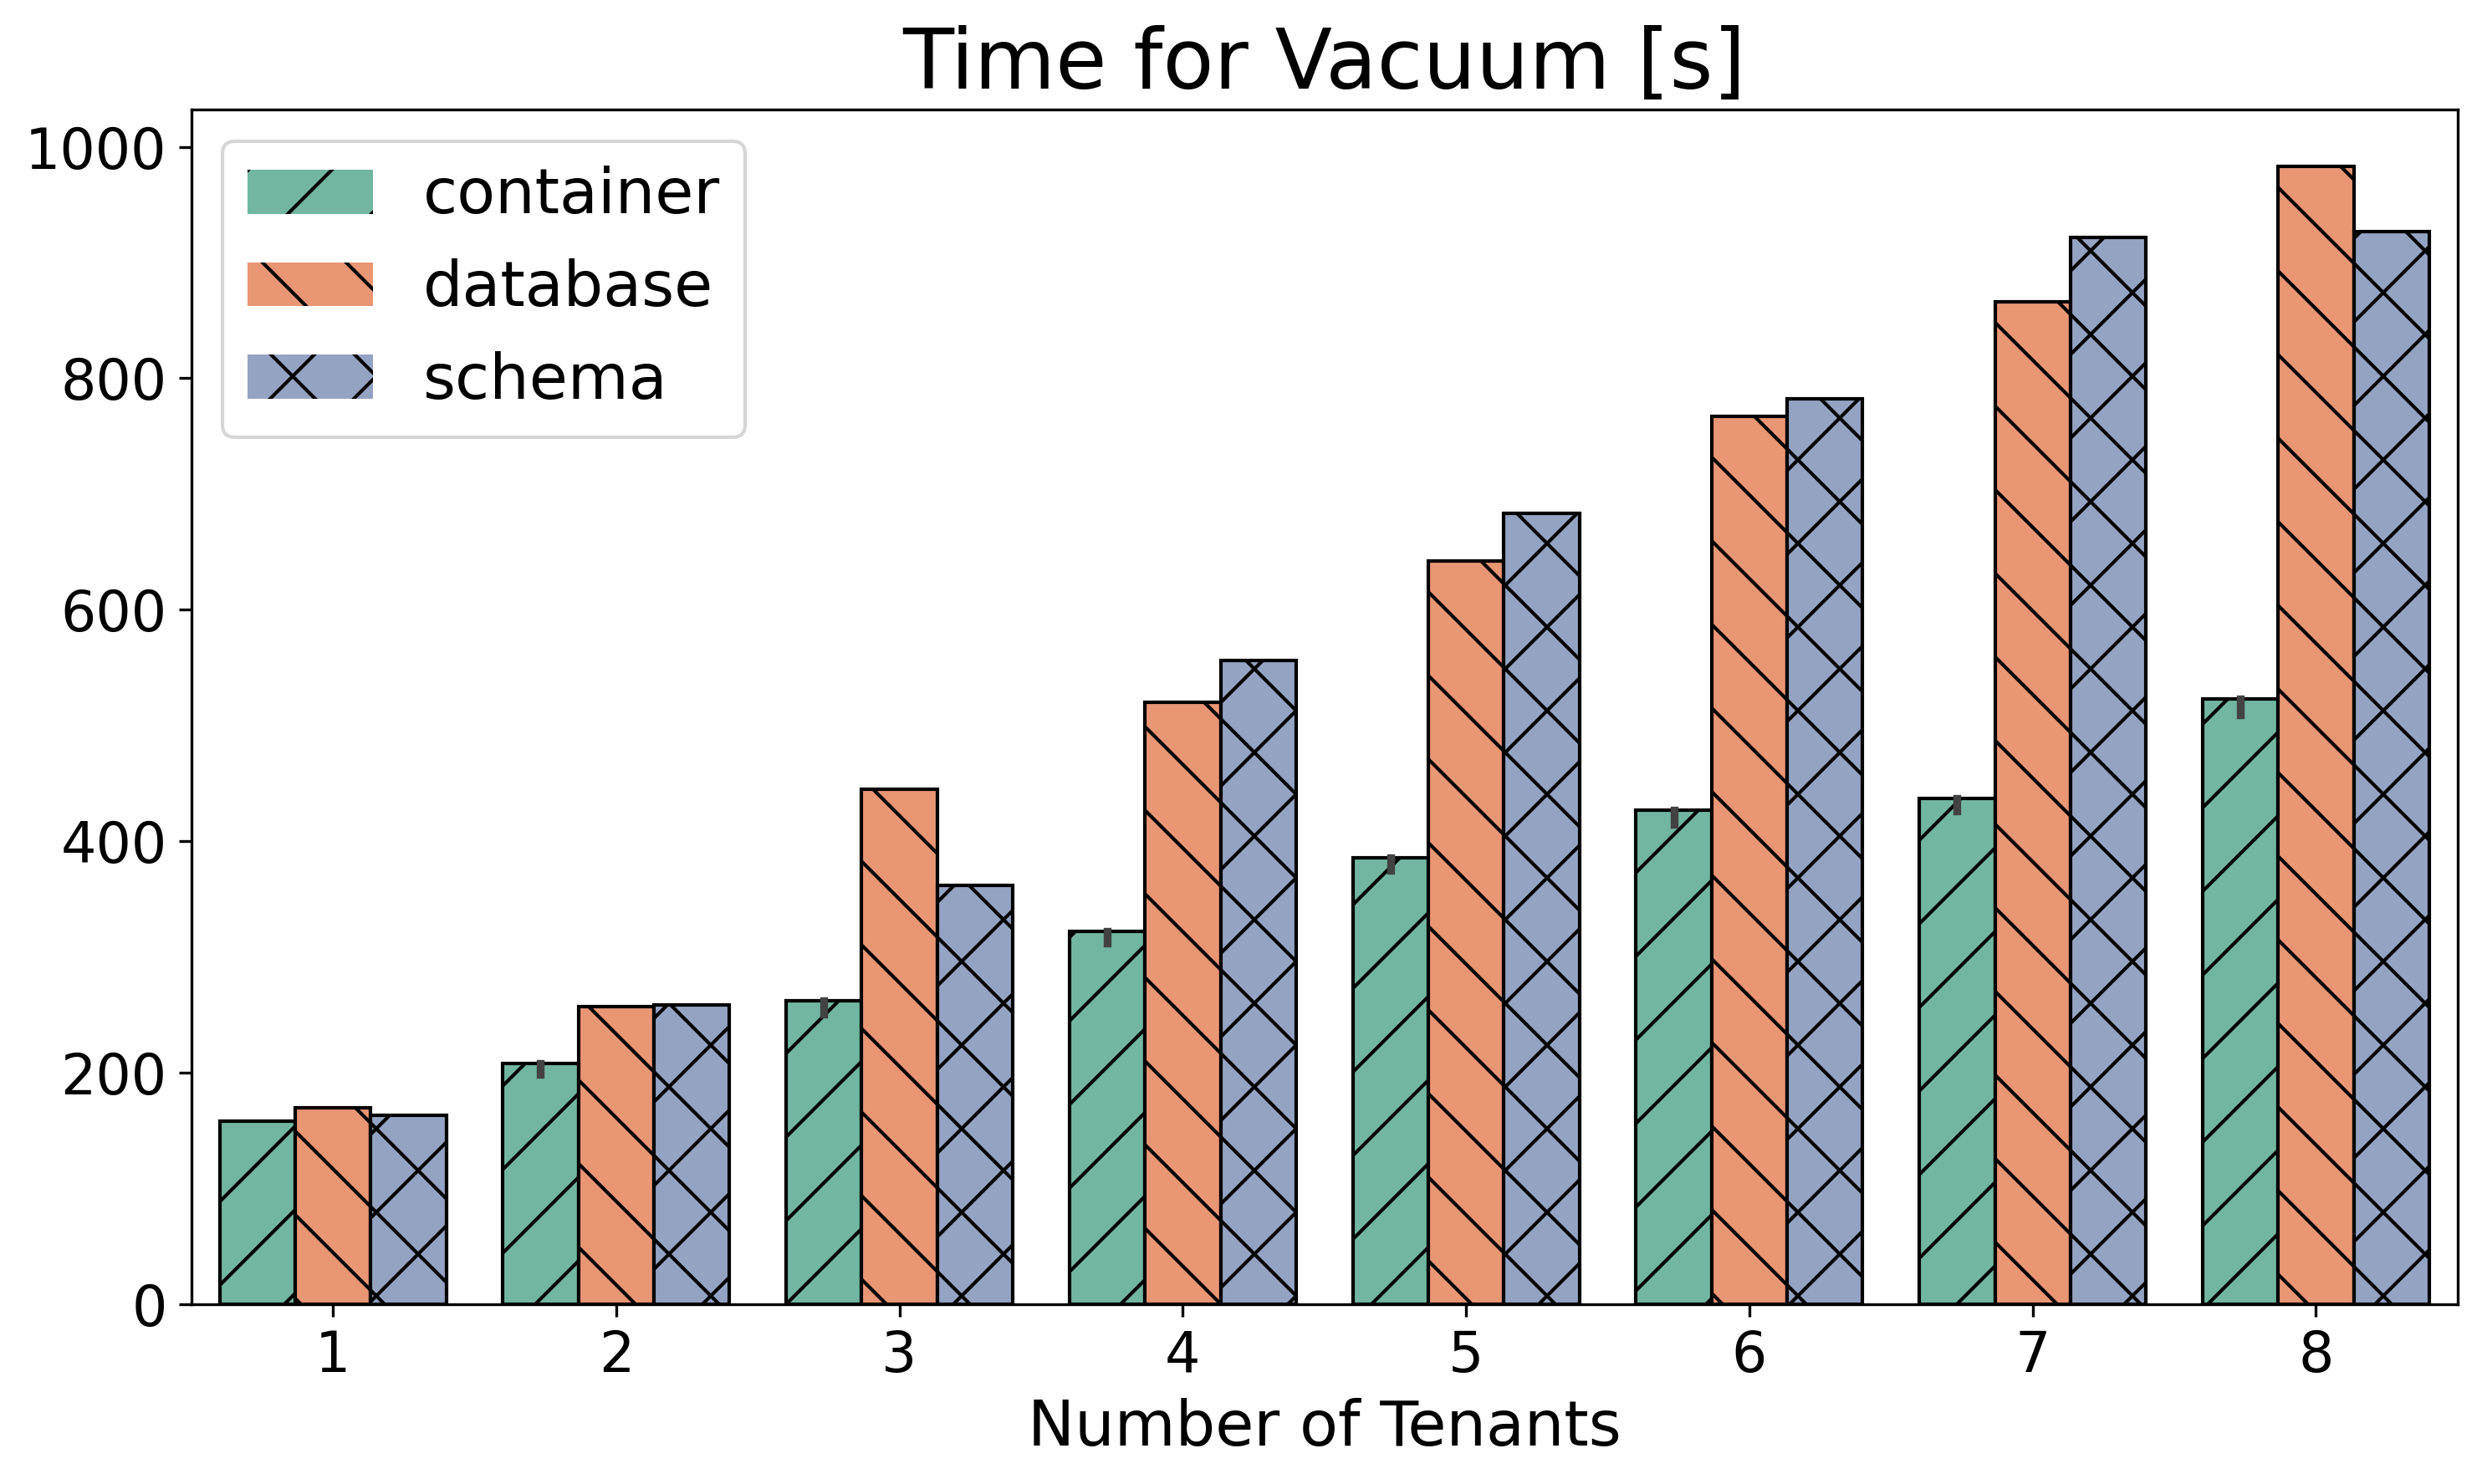 Time for Vacuum [s]
1000
800
600
400
200
0
container
database
schema
1 2 3 4 5 6 7 8
Number of Tenants